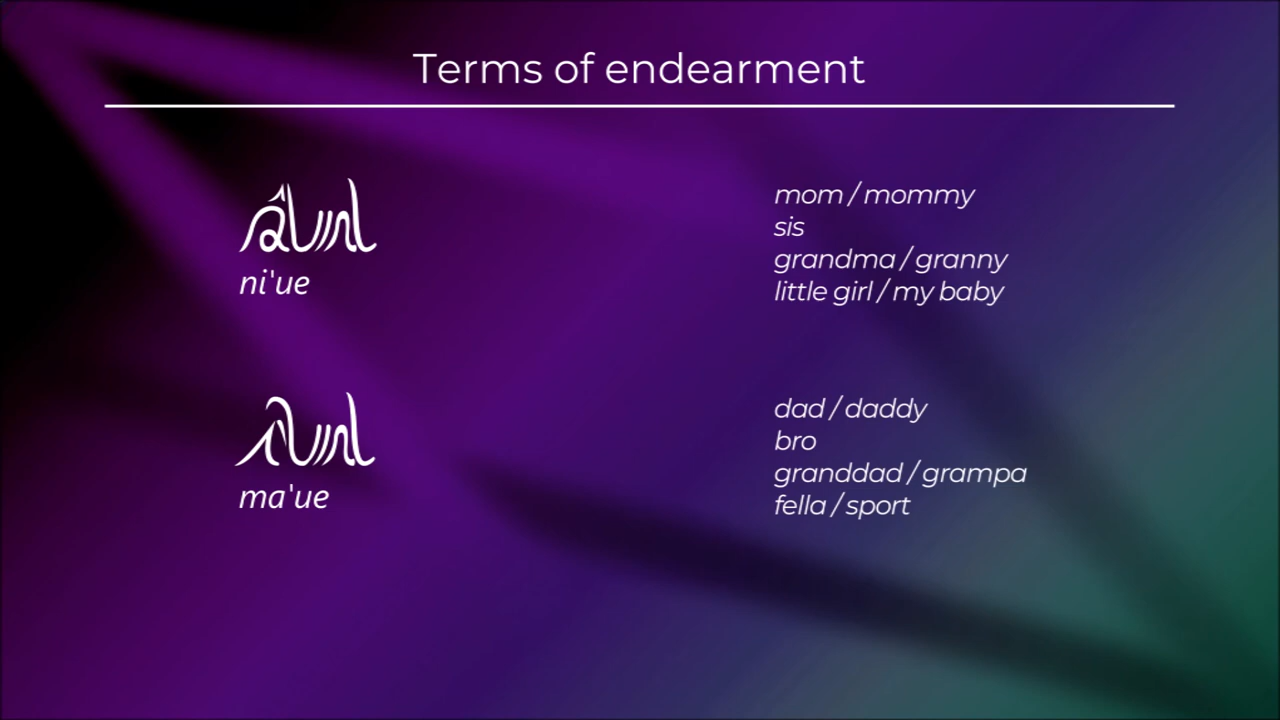 Terms of endearment
ni'ue
mom / mommy
sis
grandma / granny
little girl / my baby
ma'ue
dad / daddy
bro
granddad / grampa
fella / sport